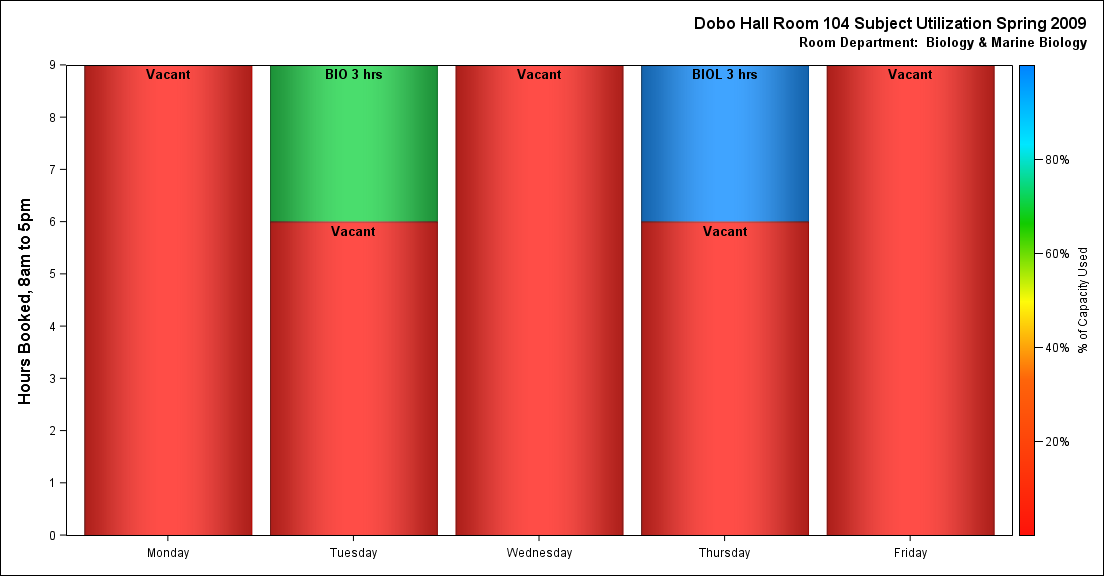 Dobo Hall Room 104 Subject Utilization Spring 2009
Room Department:  Biology & Marine Biology
Hours Booked, 8am to 5pm
9
8
7
6
5
4
3
2
1
0
Vacant
BIO 3 hrs
Vacant
BIOL 3 hrs
Vacant
Vacant
Vacant
Monday
Tuesday
Wednesday
Thursday
Friday
80%
60%
40%
20%
% of Capacity Used